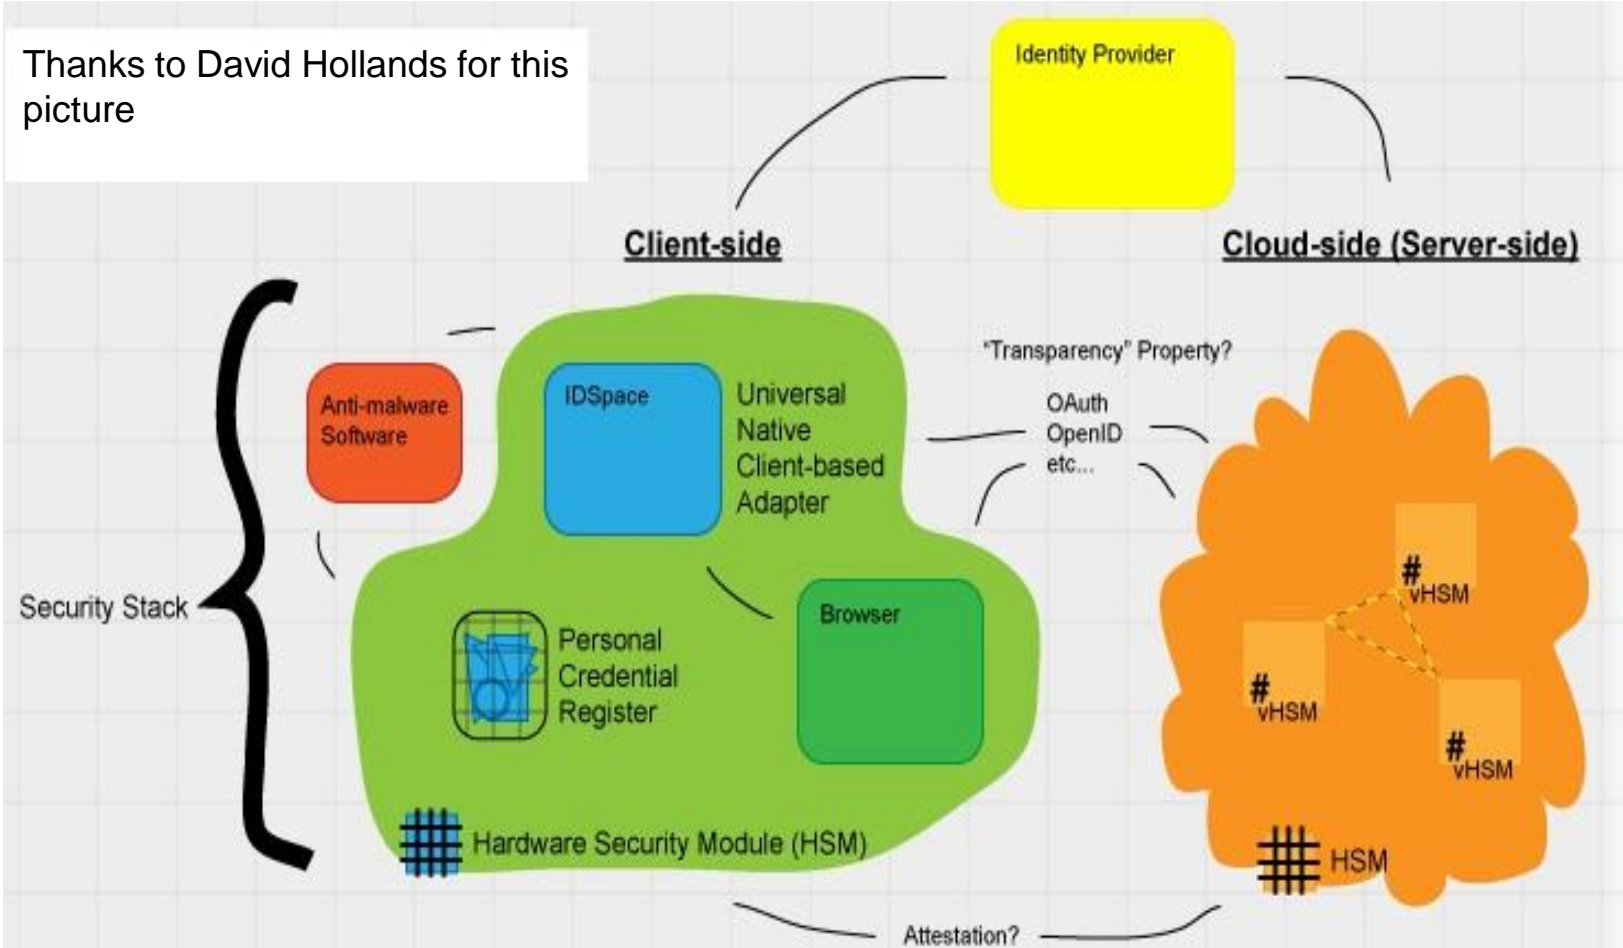 Thanks to David Hollands for this
picture
Identity Provider
Client-side
Cloud-side (Server-side)
"Transparency" Property?
Anti-malware
Software
IDSpace
Universal
Native
Client-based
Adapter
OAuth
OpenID
etc...
Security Stack
Personal
Credential
Register
Browser
#
vHSM
#
vHSM
#
vHSM
Hardware Security Module (HSM)
HSM
Attestation?